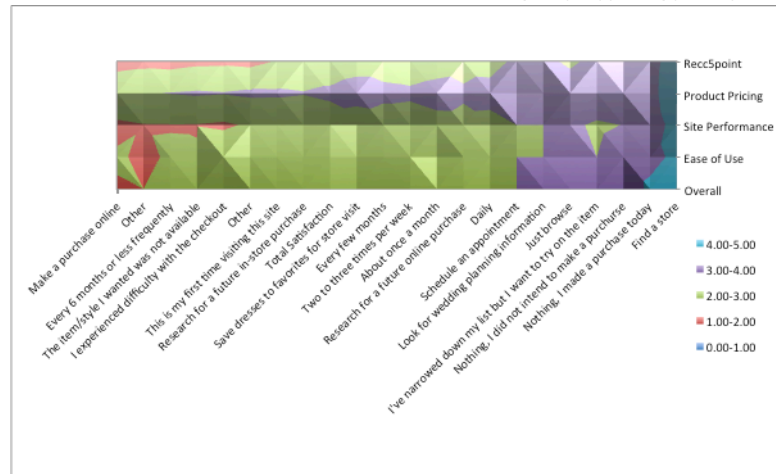 Recc5point
Product Pricing
Site Performance
Ease of Use
Overall
Make a purchase online
Other
Every 6 months or less frequently
The item/style I wanted was not available
I experienced difficulty with the checkout
Other
This is my first time visiting this site
Research for a future in-store purchase
Total Satisfaction
Save dresses to favorites for store visit
Every few months
Two to three times per week
About once a month
Research for a future online purchase
Daily
Schedule an appointment
Look for wedding planning information
Just browse
I've narrowed down my list but I want to try on the item
Nothing, I did not intend to make a purchurse
Nothing, I made a purchase today
Find a store
4.00-5.00
3.00-4.00
2.00-3.00
1.00-2.00
0.00-1.00